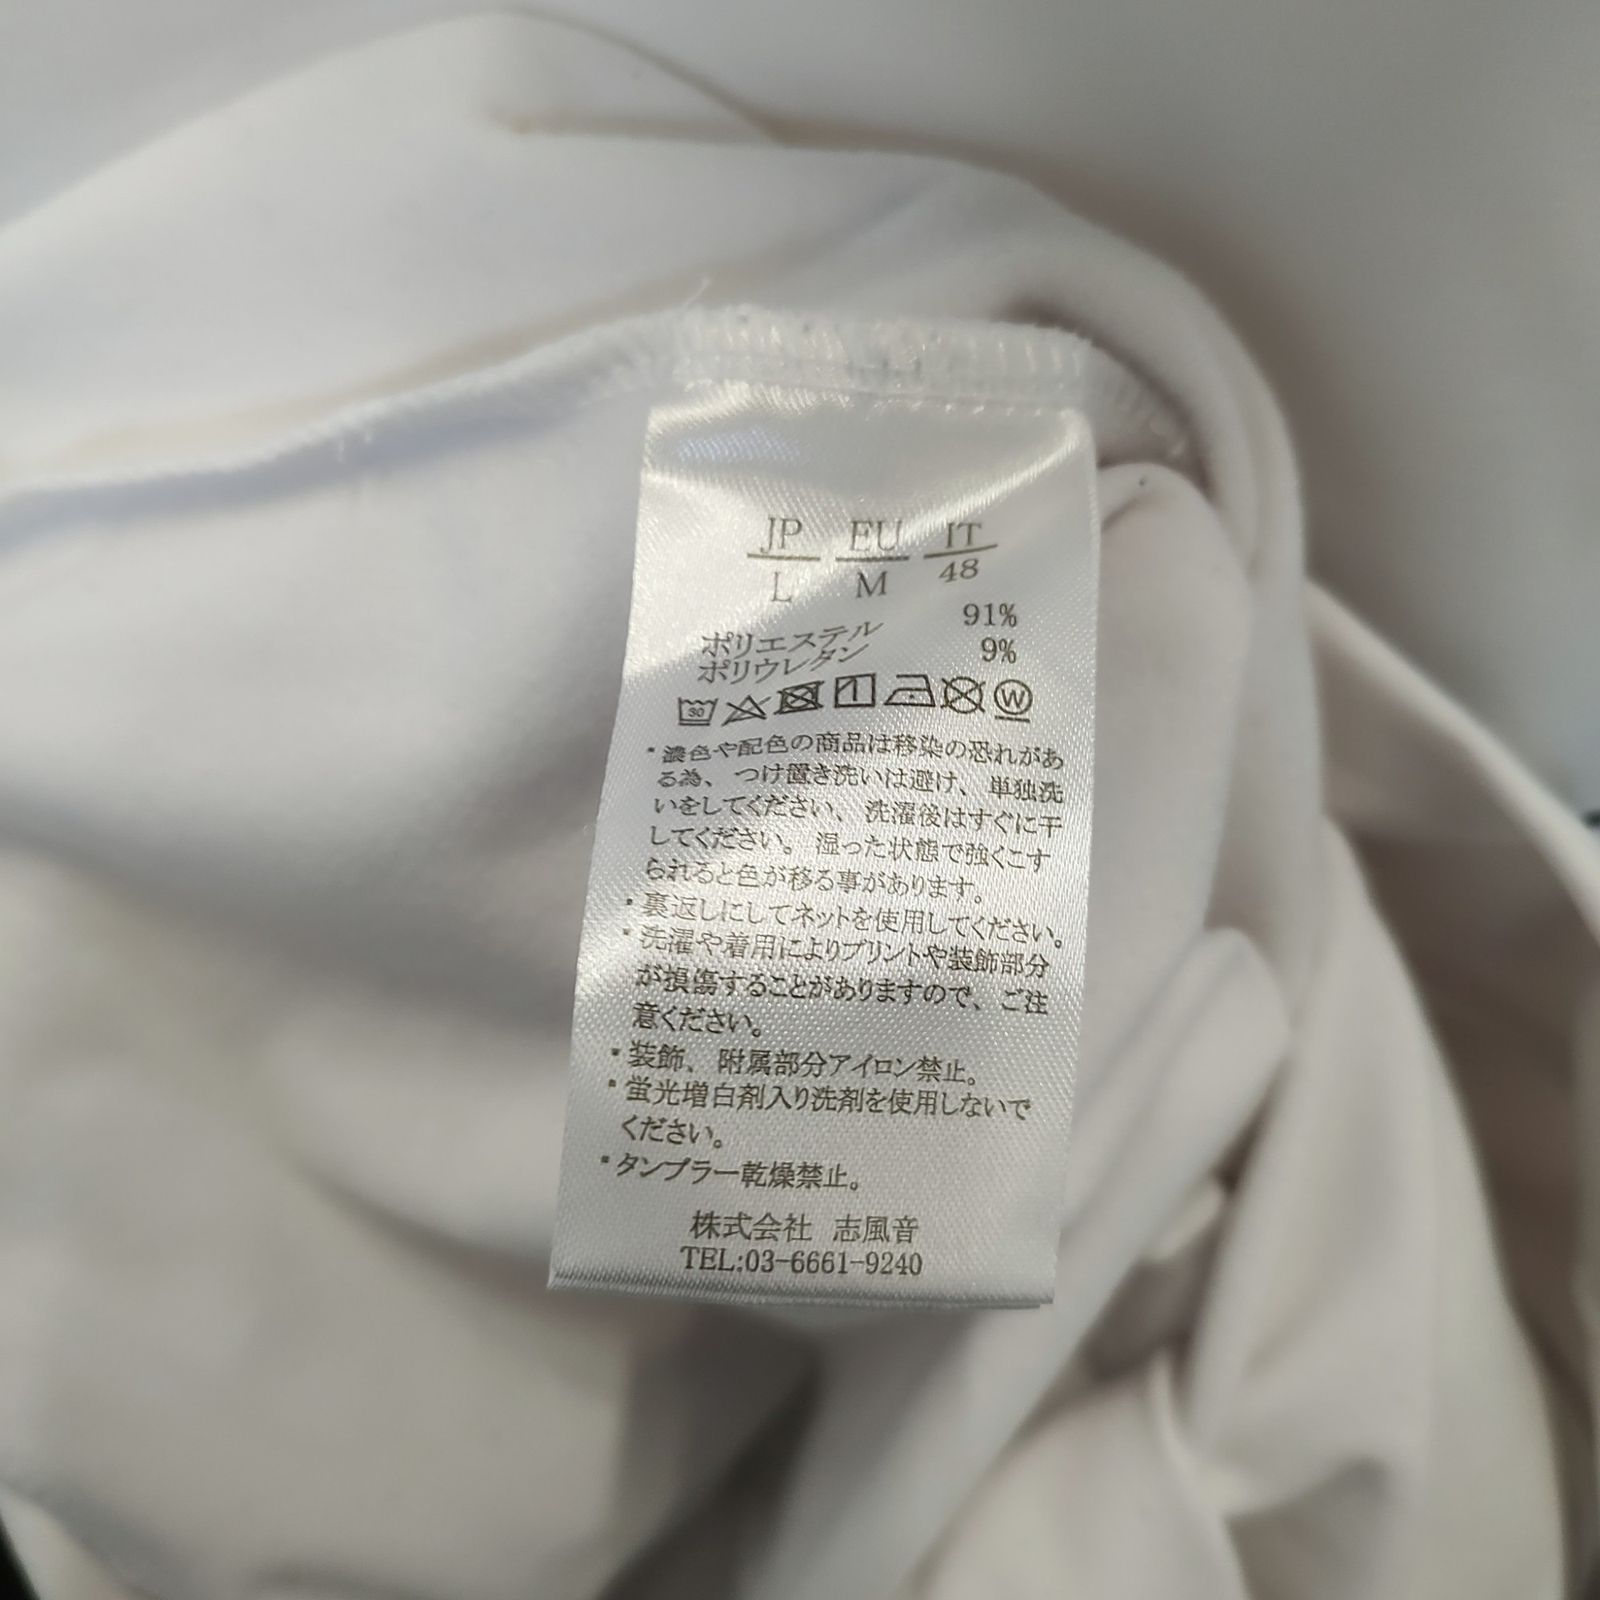 JP EU IT
L M 48
ポリエステル 91%
ポリウレタン 9%
30 W
・濃色や配色の商品は移染の恐れがあ
る為、つけ置き洗いは避け、単独洗
いをしてください、洗濯後はすぐに干
してください。湿った状態で強くこす
られると色が移る事があります。
・裏返しにしてネットを使用してください。
・洗濯や着用によりプリントや装飾部分
が損傷することがありますので、ご注
意ください。
・装飾、附属部分アイロン禁止。
・蛍光増白剤入り洗剤を使用しないで
ください。
・タンブラー乾燥禁止。
株式会社 志風音
TEL:03-6661-9240